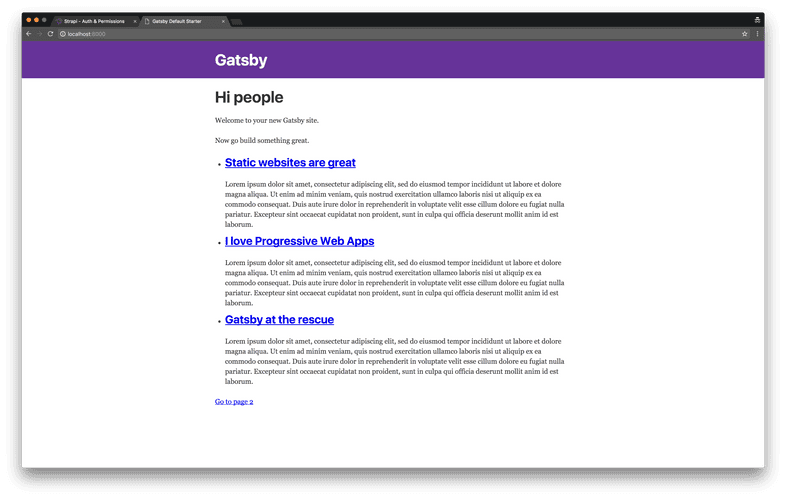 Strapi - Auth & Permissions
Gatsby Default Starter
localhost:8000
Gatsby
Hi people
Welcome to your new Gatsby site.
Now go build something great.
Static websites are great
Lorem ipsum dolor sit amet, consectetur adipiscing elit, sed do eiusmod tempor incididunt ut labore et dolore
magna aliqua. Ut enim ad minim veniam, quis nostrud exercitation ullamco laboris nisi ut aliquip ex ea
commodo consequat. Duis aute irure dolor in reprehenderit in voluptate velit esse cillum dolore eu fugiat nulla
pariatur. Excepteur sint occaecat cupidatat non proident, sunt in culpa qui officia deserunt mollit anim id est
laborum.
I love Progressive Web Apps
Lorem ipsum dolor sit amet, consectetur adipiscing elit, sed do eiusmod tempor incididunt ut labore et dolore
magna aliqua. Ut enim ad minim veniam, quis nostrud exercitation ullamco laboris nisi ut aliquip ex ea
commodo consequat. Duis aute irure dolor in reprehenderit in voluptate velit esse cillum dolore eu fugiat nulla
pariatur. Excepteur sint occaecat cupidatat non proident, sunt in culpa qui officia deserunt mollit anim id est
laborum.
Gatsby at the rescue
Lorem ipsum dolor sit amet, consectetur adipiscing elit, sed do eiusmod tempor incididunt ut labore et dolore
magna aliqua. Ut enim ad minim veniam, quis nostrud exercitation ullamco laboris nisi ut aliquip ex ea
commodo consequat. Duis aute irure dolor in reprehenderit in voluptate velit esse cillum dolore eu fugiat nulla
pariatur. Excepteur sint occaecat cupidatat non proident, sunt in culpa qui officia deserunt mollit anim id est
laborum.
Go to page 2